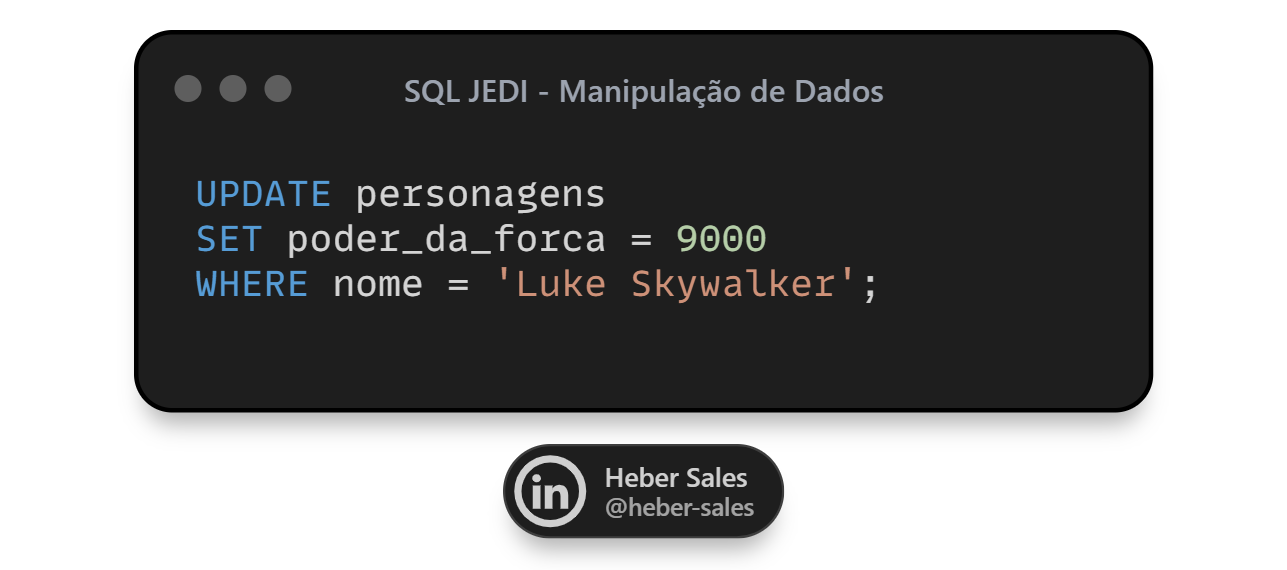 SQL JEDI - Manipulação de Dados
UPDATE personagens
SET poder_da_forca = 9000
WHERE nome = 'Luke Skywalker';
in
Heber Sales
@heber-sales